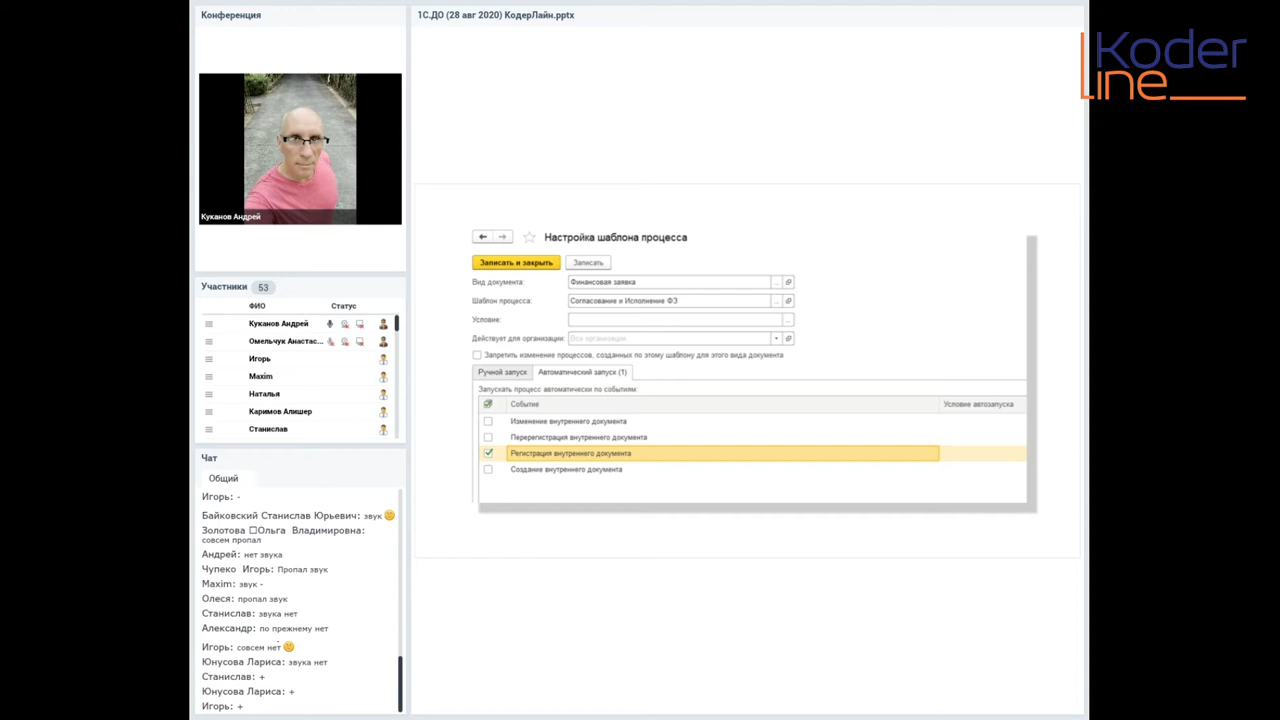 Конференция
1С.ДО (28 авг 2020) КодерЛайн.pptx
Koder
Line
Куканов Андрей
Участники 53
ФИО Статус
Куканов Андрей
Омельчук Анастас...
Игорь
Maxim
Наталья
Каримов Алишер
Станислав
Чат
Общий
Игорь: -
Байковский Станислав Юрьевич: звук
Золотова Ольга Владимировна:
совсем пропал
Андрей: нет звука
Чупеко Игорь: Пропал звук
Maxim: звук -
Олеся: пропал звук
Станислав: звука нет
Александр: по прежнему нет
Игорь: совсем нет
Юнусова Лариса: звука нет
Станислав: +
Юнусова Лариса: +
Игорь: +
Настройка шаблона процесса
Записать и закрыть Записать
Вид документа: Финансовая заявка
Шаблон процесса: Согласование и Исполнение ФЗ
Условие:
Действует для организации: Все организации
Запретить изменение процессов, созданных по этому шаблону для этого вида документа
Ручной запуск Автоматический запуск (1)
Запускать процесс автоматически по событиям:
Событие Условие автозапуска
Изменение внутреннего документа
Перерегистрация внутреннего документа
Регистрация внутреннего документа
Создание внутреннего документа